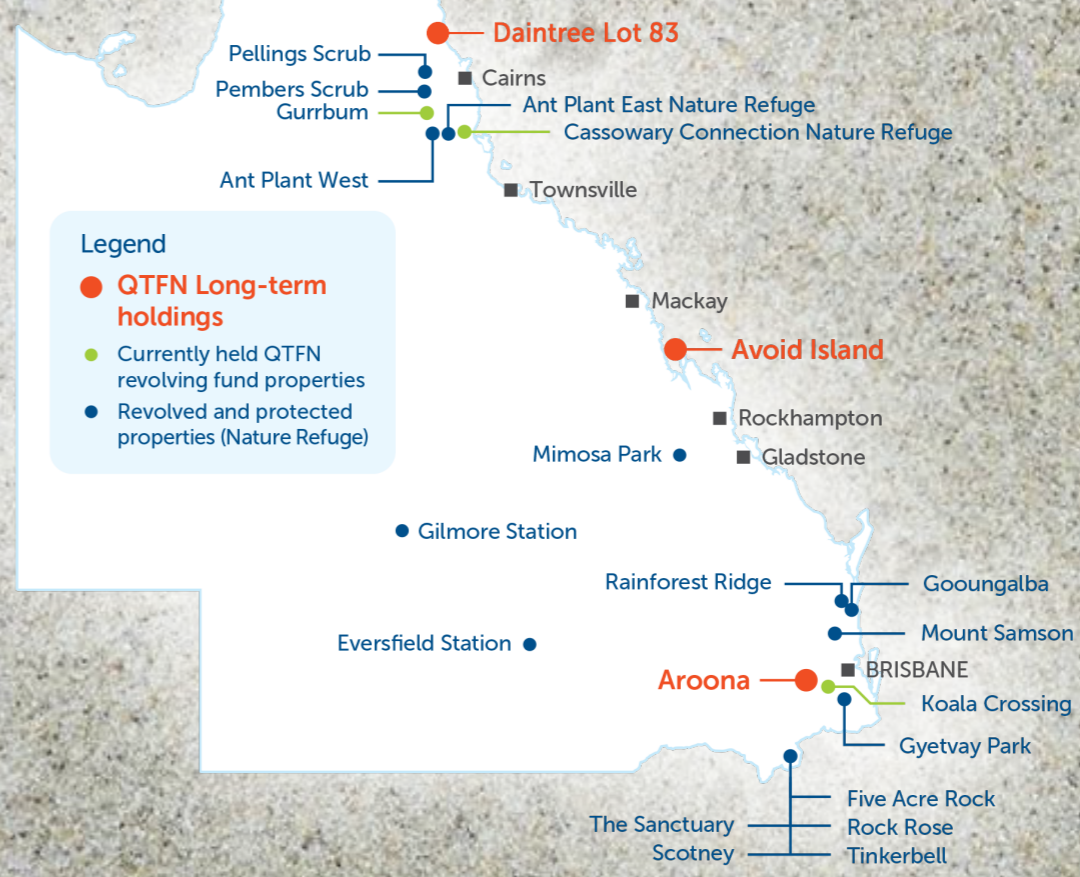 Daintree Lot 83
Pellings Scrub
Cairns
Pembers Scrub
Ant Plant East Nature Refuge
Gurrbum
Cassowary Connection Nature Refuge
Ant Plant West
Townsville
Legend
QTFN Long-term
holdings
Currently held QTFN
revolving fund properties
Revolved and protected
properties (Nature Refuge)
Mackay
Avoid Island
Rockhampton
Mimosa Park
Gladstone
Gilmore Station
Rainforest Ridge
Gooungalba
Mount Samson
Eversfield Station
BRISBANE
Aroona
Koala Crossing
Gyetvay Park
Five Acre Rock
The Sanctuary
Rock Rose
Scotney
Tinkerbell